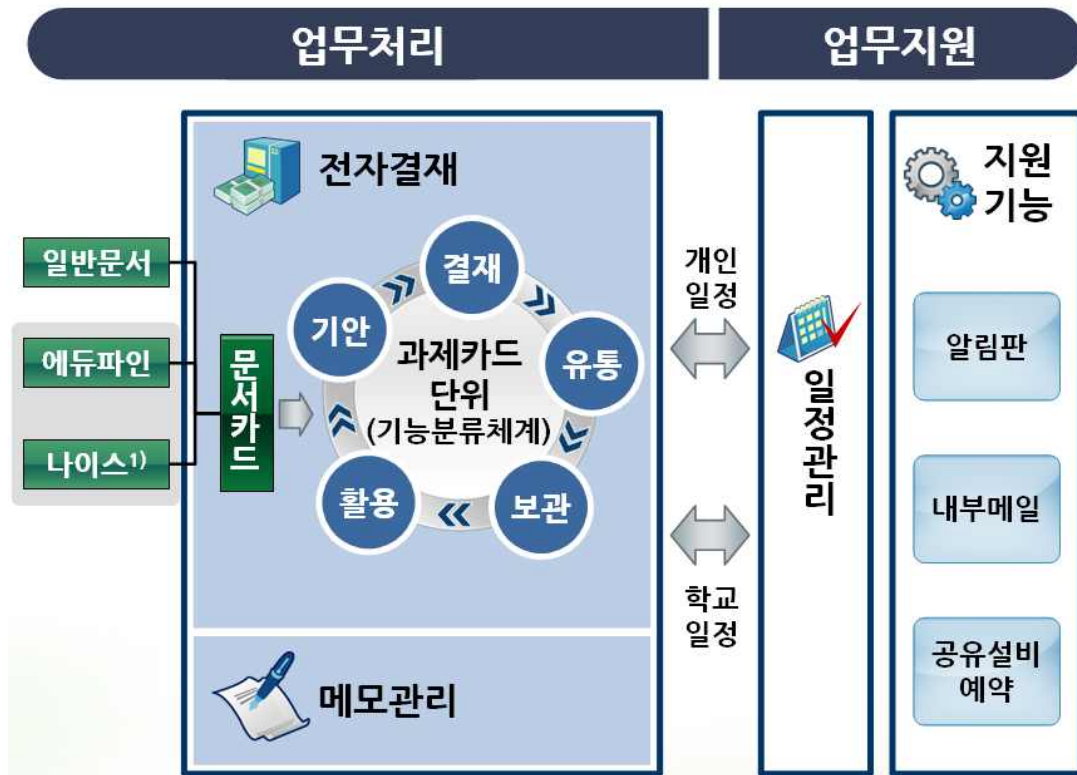 업무처리
업무지원
전자결재
일반문서
에듀파인
나이스1)
문서카드
기안
결재
유통
보관
활용
과제카드
단위
(기능분류체계)
메모관리
개인
일정
학교
일정
일정관리
지원
기능
알림판
내부메일
공유설비
예약